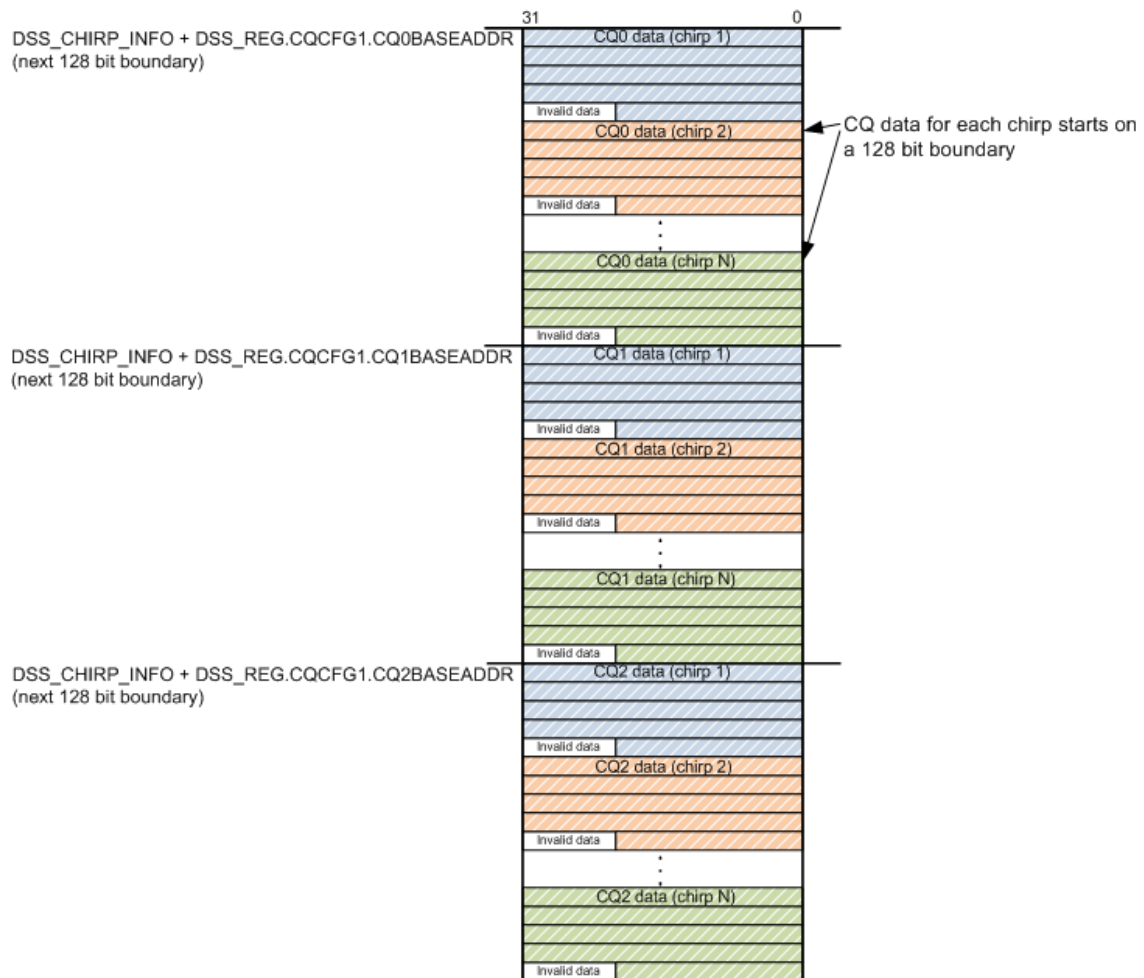 31 0
DSS_CHIRP_INFO + DSS_REG.CQCFG1.CQ0BASEADDR
(next 128 bit boundary)
CQ0 data (chirp 1)
Invalid data
CQ0 data (chirp 2)
CQ data for each chirp starts on
a 128 bit boundary
Invalid data
CQ0 data (chirp N)
Invalid data
DSS_CHIRP_INFO + DSS_REG.CQCFG1.CQ1BASEADDR
(next 128 bit boundary)
CQ1 data (chirp 1)
Invalid data
CQ1 data (chirp 2)
Invalid data
CQ1 data (chirp N)
Invalid data
DSS_CHIRP_INFO + DSS_REG.CQCFG1.CQ2BASEADDR
(next 128 bit boundary)
CQ2 data (chirp 1)
Invalid data
CQ2 data (chirp 2)
Invalid data
CQ2 data (chirp N)
Invalid data